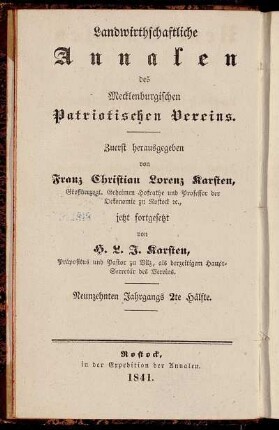 Landwirthschaftliche
Annalen
des
Mecklenburgischen
Patriotischen Vereins.
Zuerst herausgegeben
von
Franz Christian Lorenz Karsten,
Großherzogl. Geheimen Hofrathe und Professor der
Oekonomie zu Rostock ꝛc.,
jetzt fortgesetzt
von
H. L. J. Karsten,
Präpositus und Pastor zu Vilz, als derzeitigem Haupt-
Secretär des Vereins.
Neunzehnten Jahrgangs 2te Hälfte.
Rostock,
in der Expedition der Annalen.
1841.